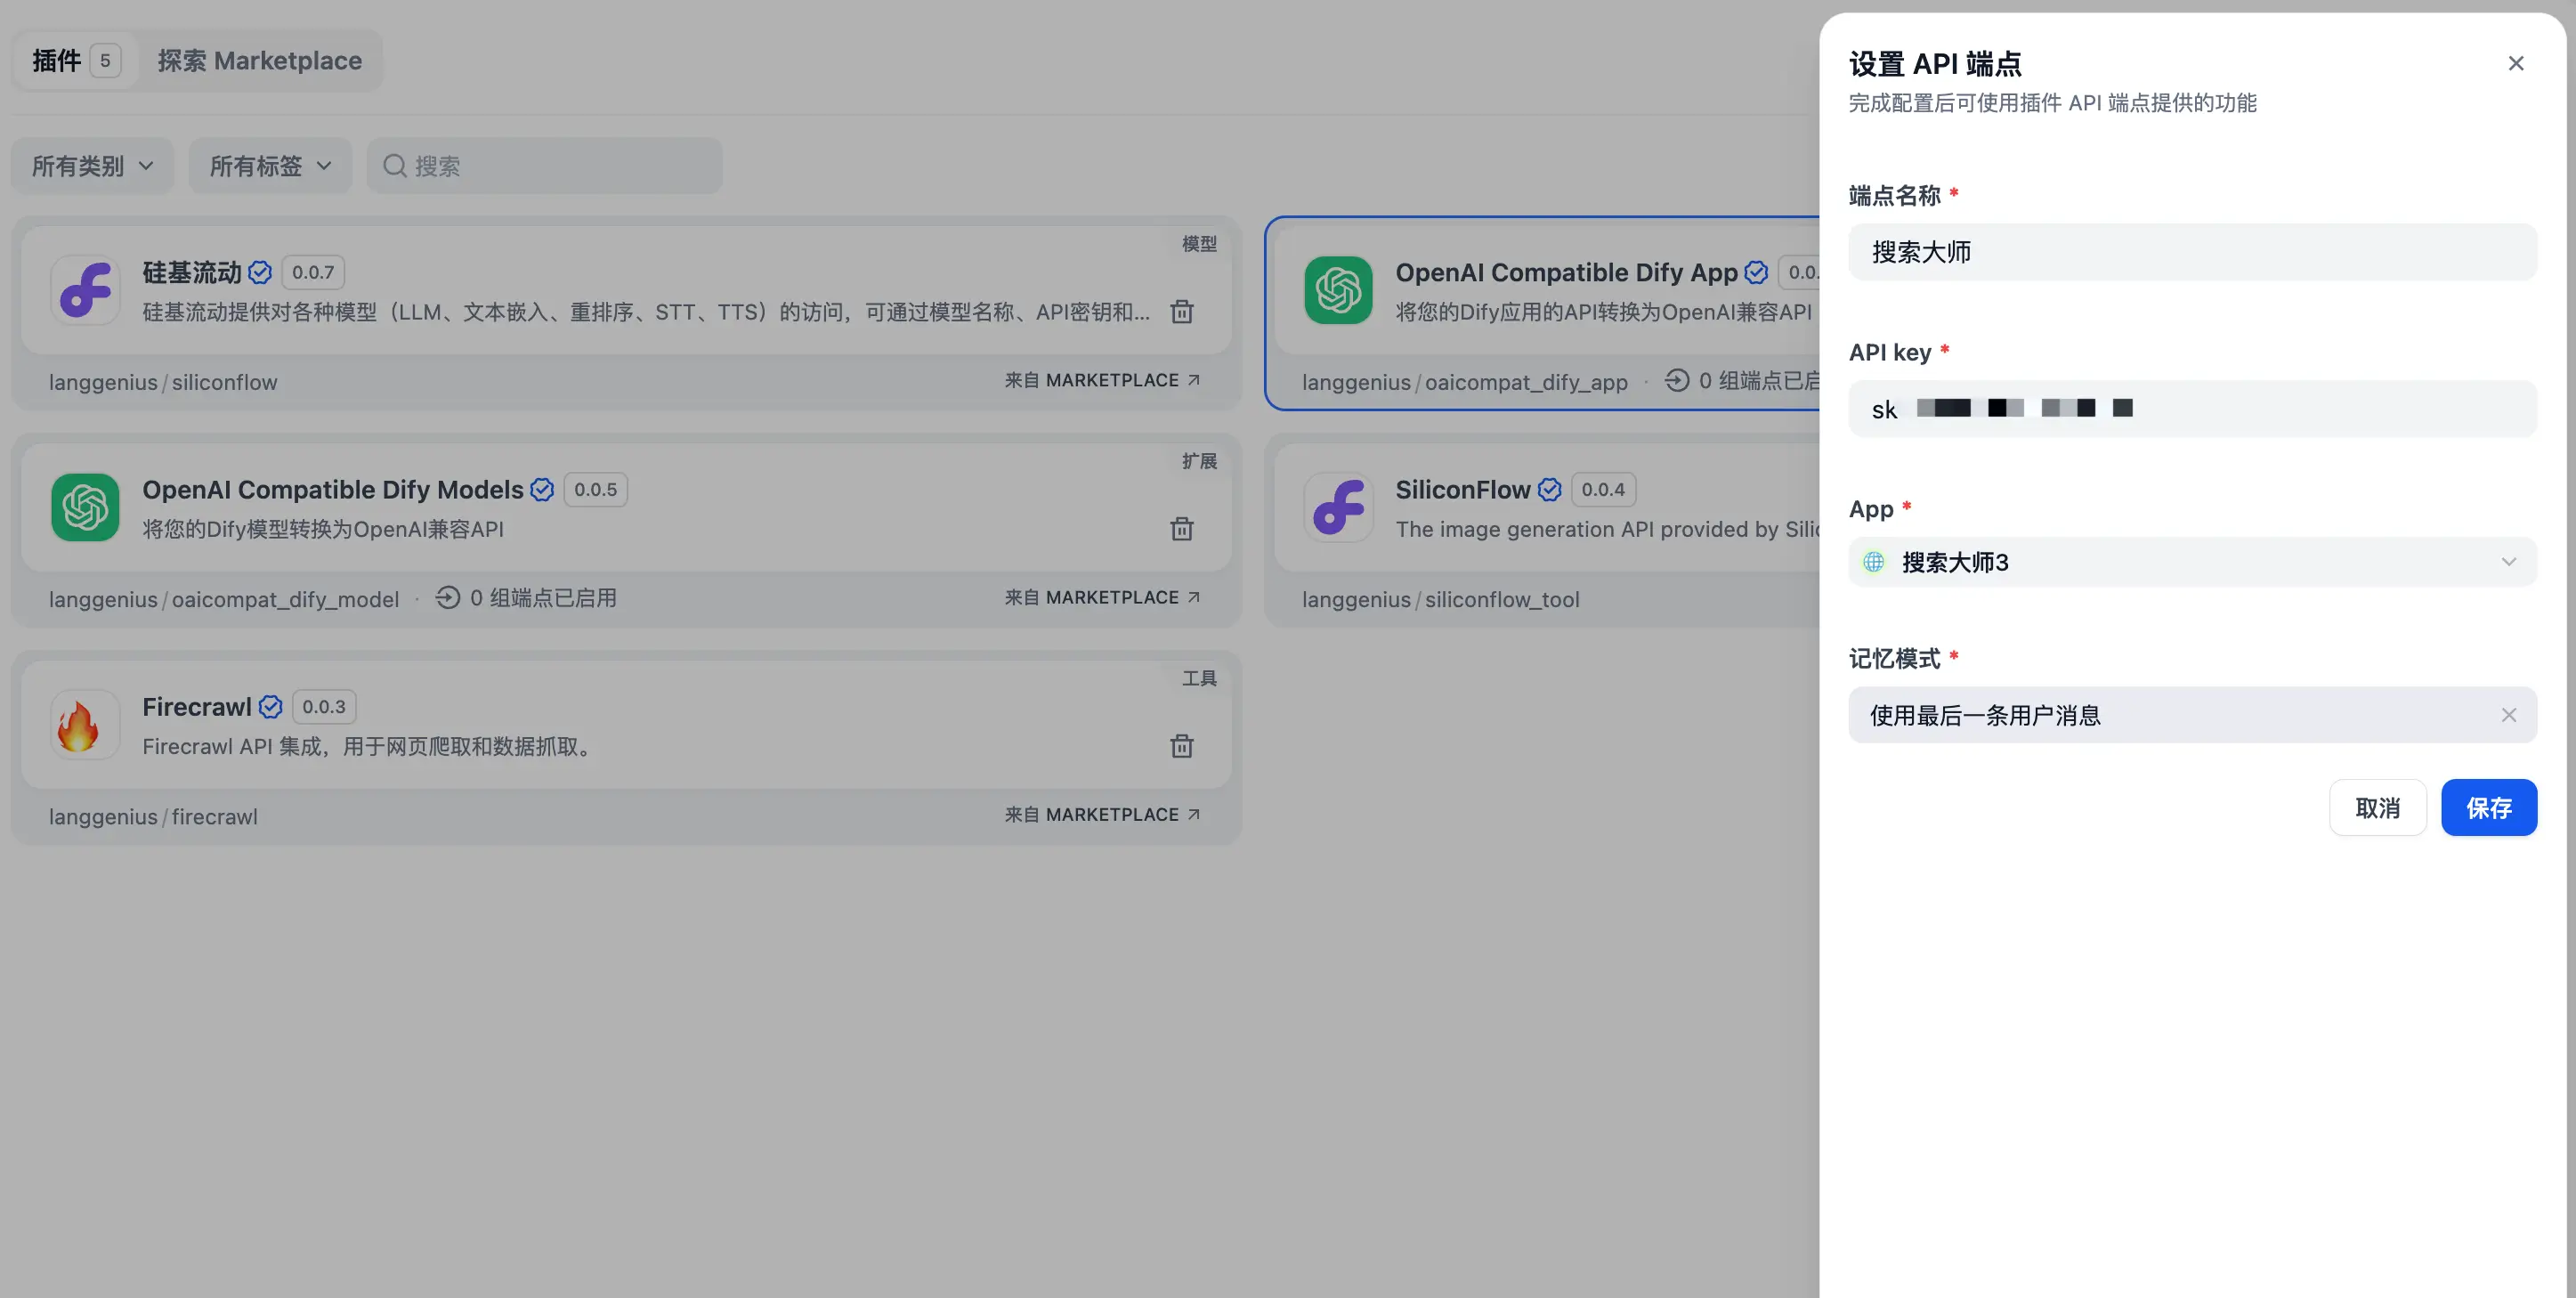 插件 5 探索 Marketplace
所有类别 所有标签 搜索
模型
硅基流动 0.0.7
硅基流动提供对各种模型（LLM、文本嵌入、重排序、STT、TTS）的访问，可通过模型名称、API密钥和...
langgenius / siliconflow 来自 MARKETPLACE
OpenAI Compatible Dify App 0.0.
将您的Dify应用的API转换为OpenAI兼容API
langgenius / oaicompat_dify_app · 0 组端点已启
扩展
OpenAI Compatible Dify Models 0.0.5
将您的Dify模型转换为OpenAI兼容API
langgenius / oaicompat_dify_model · 0 组端点已启用 来自 MARKETPLACE
SiliconFlow 0.0.4
The image generation API provided by Silic
langgenius / siliconflow_tool
工具
Firecrawl 0.0.3
Firecrawl API 集成，用于网页爬取和数据抓取。
langgenius / firecrawl 来自 MARKETPLACE
设置 API 端点
完成配置后可使用插件 API 端点提供的功能
端点名称 *
搜索大师
API key *
sk
App *
搜索大师3
记忆模式 *
使用最后一条用户消息
取消 保存